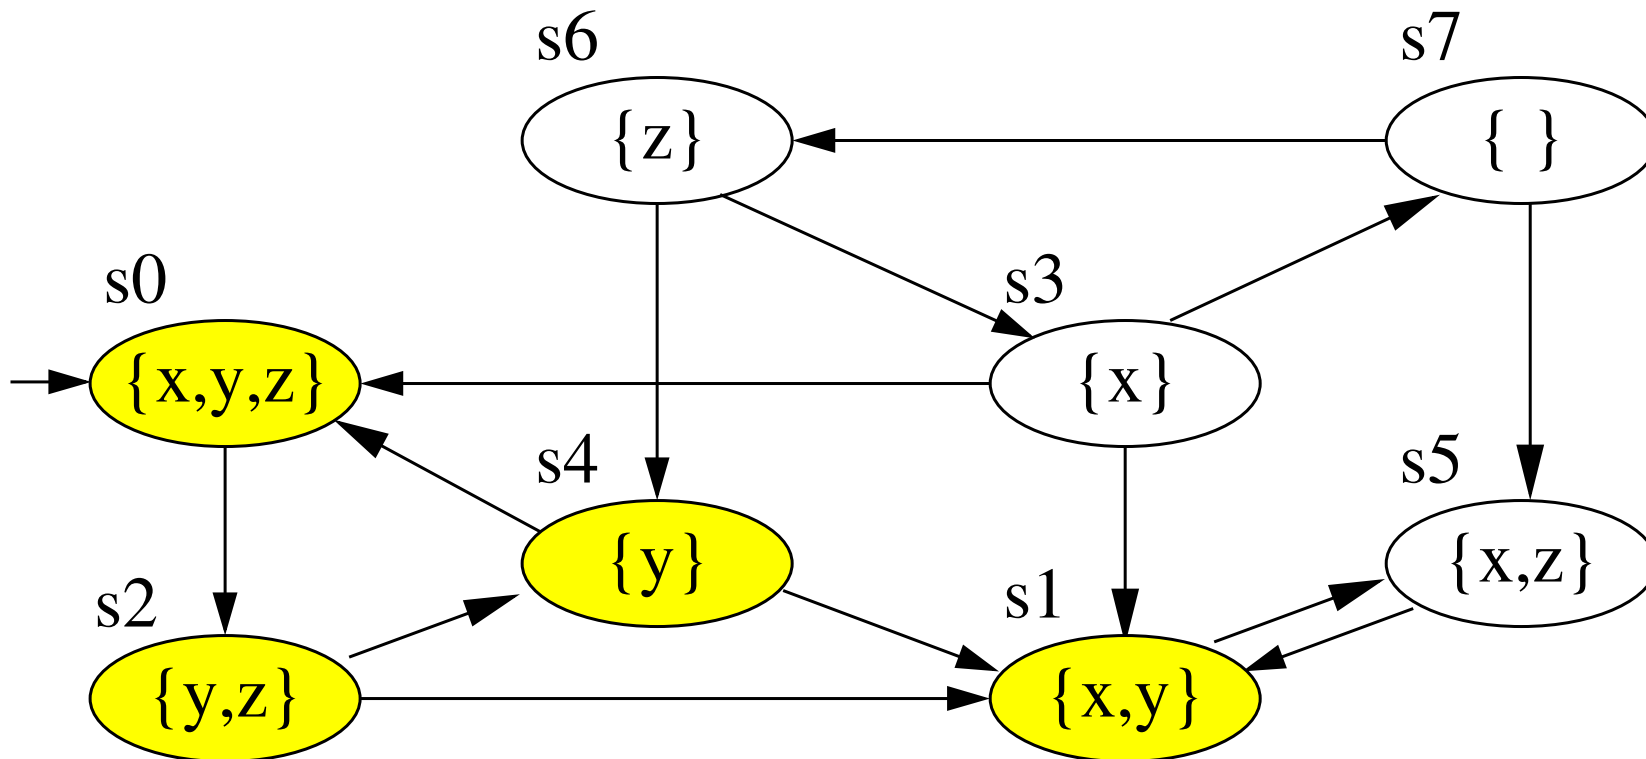 s6
s7
{z}
{ }
s0
s3
{x,y,z}
{x}
s4
s5
{y}
{x,z}
s2
s1
{y,z}
{x,y}